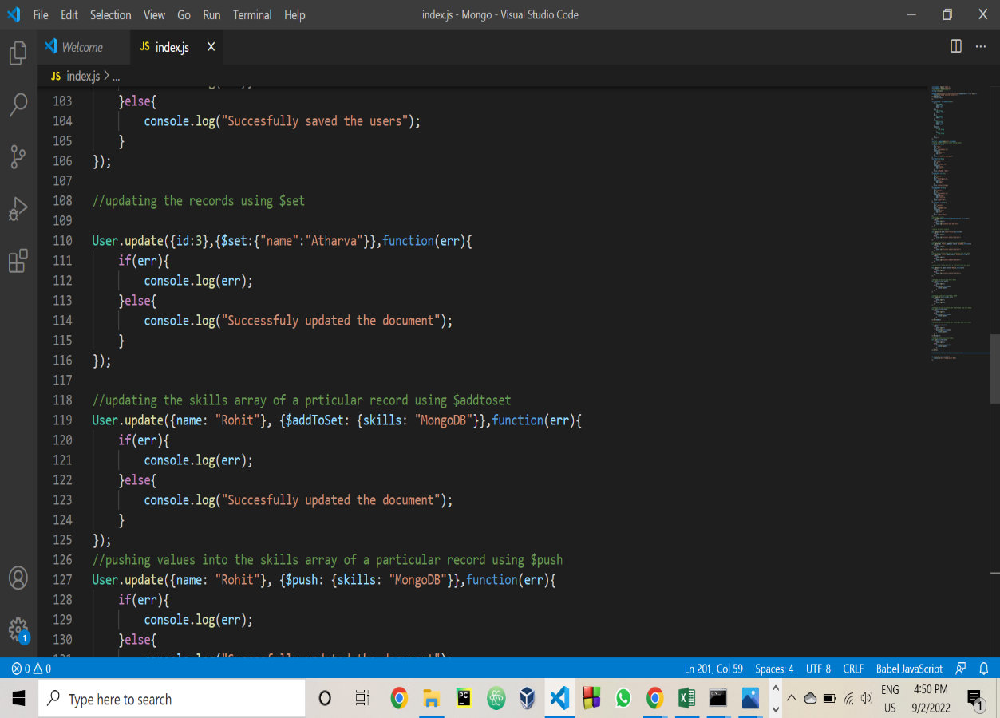 File Edit Selection View Go Run Terminal Help index.js - Mongo - Visual Studio Code
Welcome JS index.js
JS index.js > ...
103 }else{
104 console.log("Succesfully saved the users");
105 }
106 });
107
108 //updating the records using $set
109
110 User.update({id:3},{$set:{"name":"Atharva"}},function(err){
111 if(err){
112 console.log(err);
113 }else{
114 console.log("Successfuly updated the document");
115 }
116 });
117
118 //updating the skills array of a prticular record using $addtoset
119 User.update({name: "Rohit"}, {$addToSet: {skills: "MongoDB"}},function(err){
120 if(err){
121 console.log(err);
122 }else{
123 console.log("Succesfully updated the document");
124 }
125 });
126 //pushing values into the skills array of a particular record using $push
127 User.update({name: "Rohit"}, {$push: {skills: "MongoDB"}},function(err){
128 if(err){
129 console.log(err);
130 }else{
1
0 0 Ln 201, Col 59 Spaces: 4 UTF-8 CRLF Babel JavaScript
Type here to search PC ENG 4:50 PM
US 9/2/2022 1